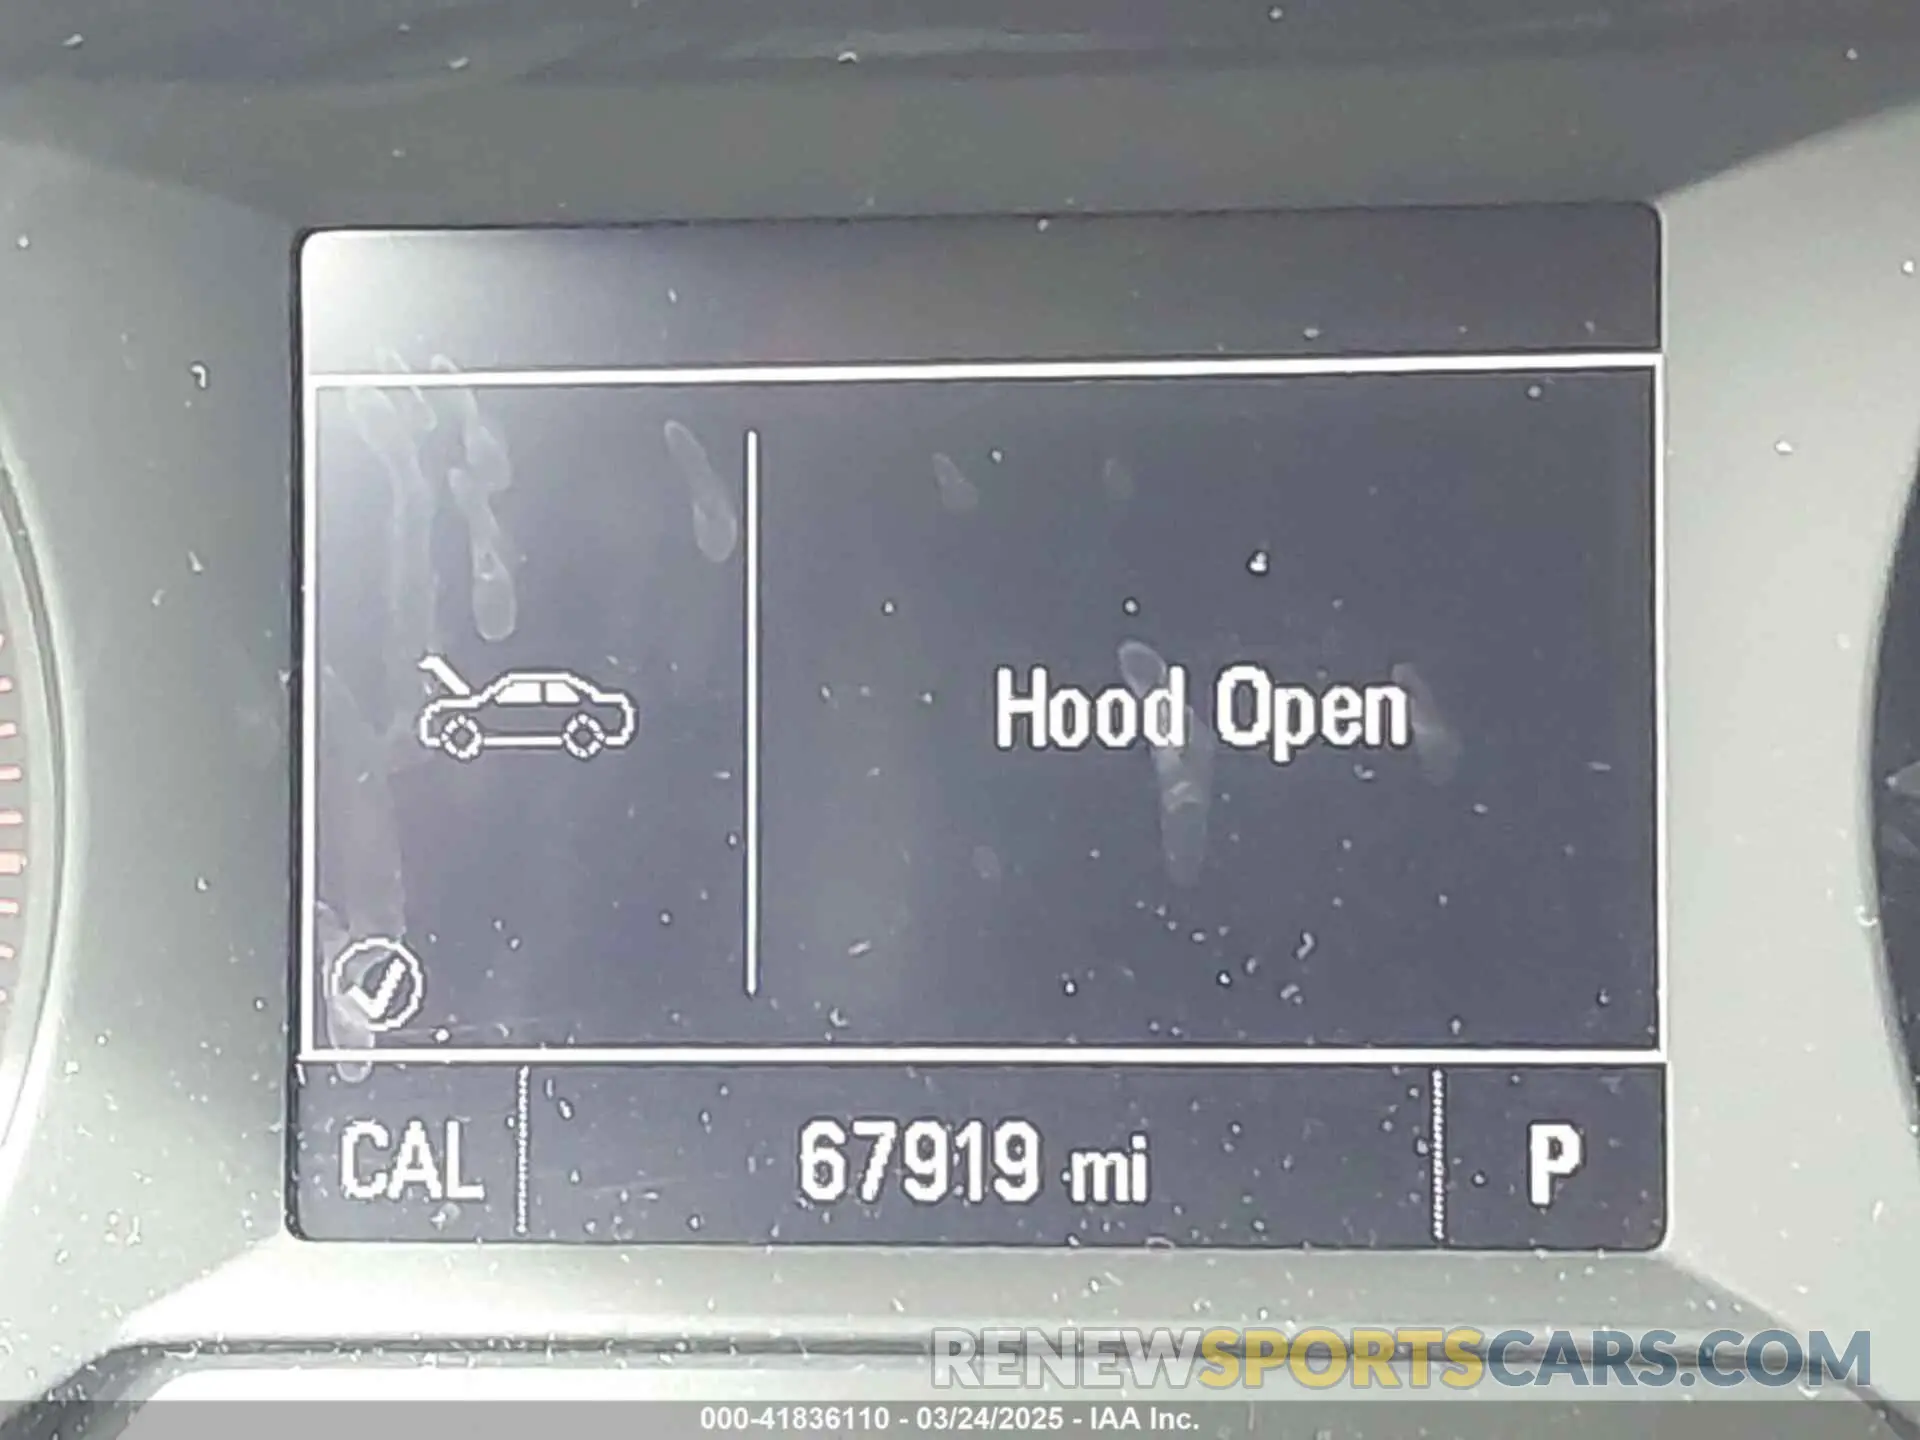 Hood Open
CAL 67919 mi P
RENEWSPORTSCARS.COM
000-41836110 - 03/24/2025 - IAA Inc.